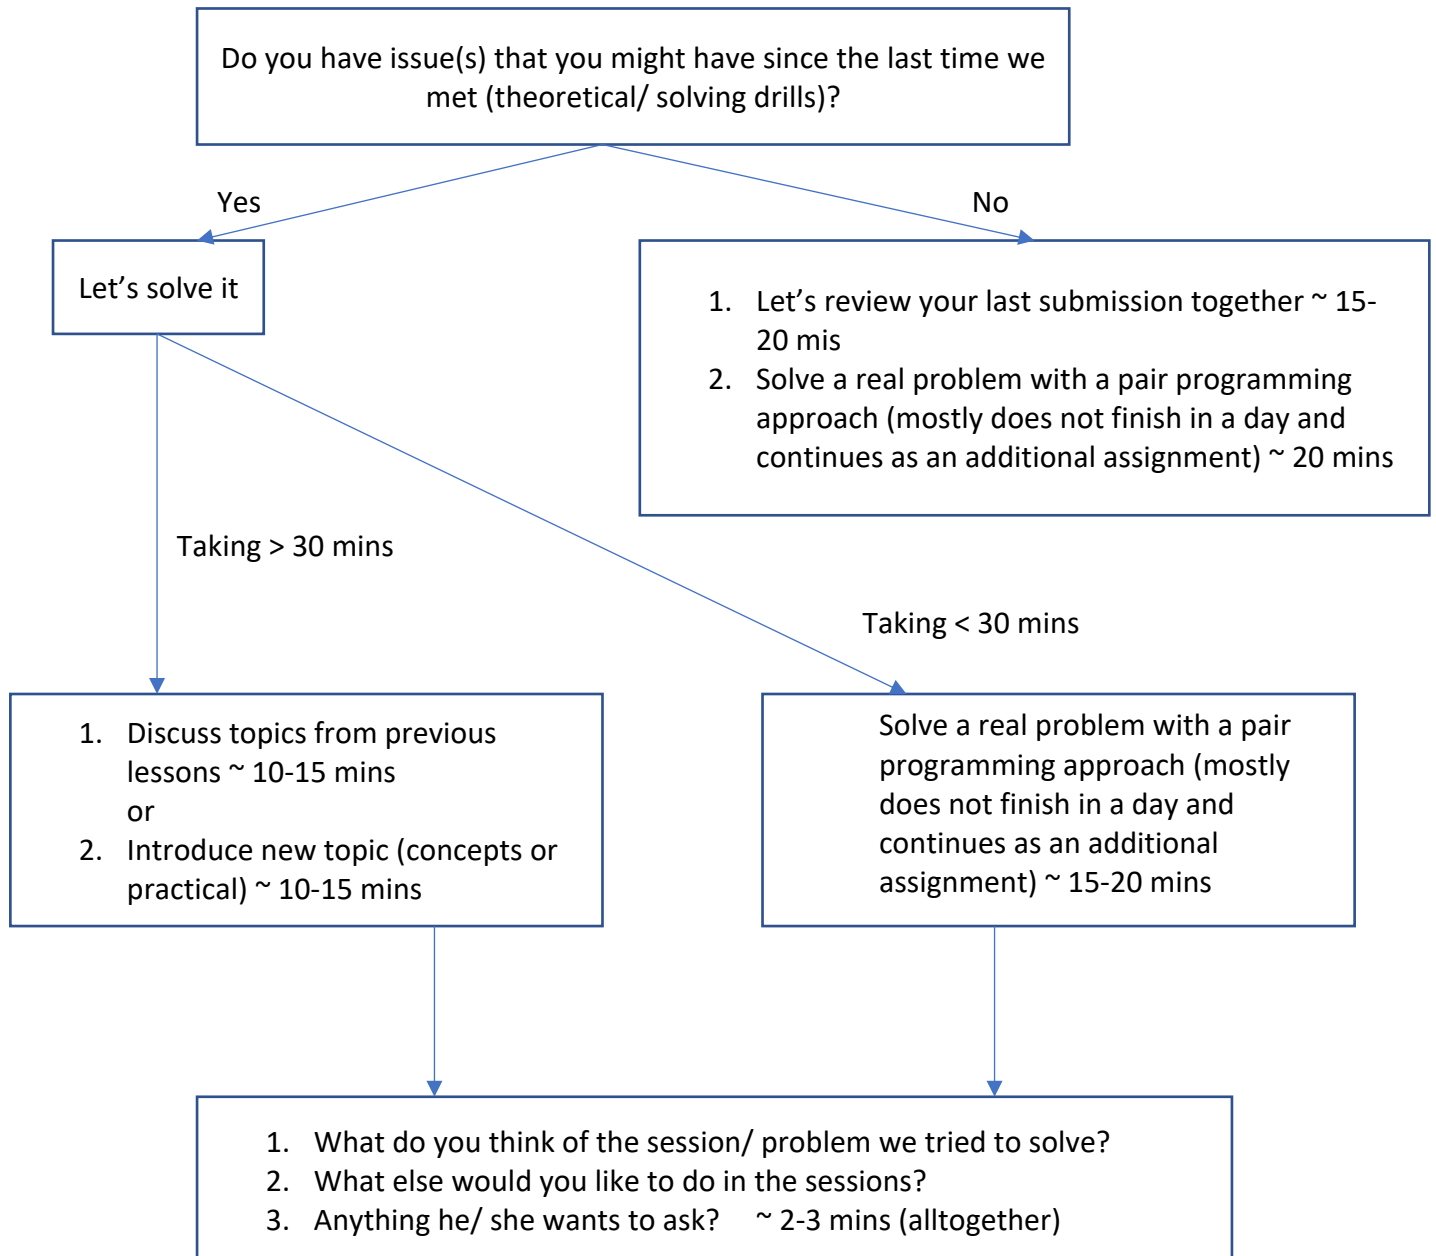 Do you have issue(s) that you might have since the last time we
met (theoretical/ solving drills)?
Yes
No
Let’s solve it
1. Let’s review your last submission together ~ 15-
20 mis
2. Solve a real problem with a pair programming
approach (mostly does not finish in a day and
continues as an additional assignment) ~ 20 mins
Taking > 30 mins
Taking < 30 mins
1. Discuss topics from previous
lessons ~ 10-15 mins
or
2. Introduce new topic (concepts or
practical) ~ 10-15 mins
Solve a real problem with a pair
programming approach (mostly
does not finish in a day and
continues as an additional
assignment) ~ 15-20 mins
1. What do you think of the session/ problem we tried to solve?
2. What else would you like to do in the sessions?
3. Anything he/ she wants to ask? ~ 2-3 mins (alltogether)